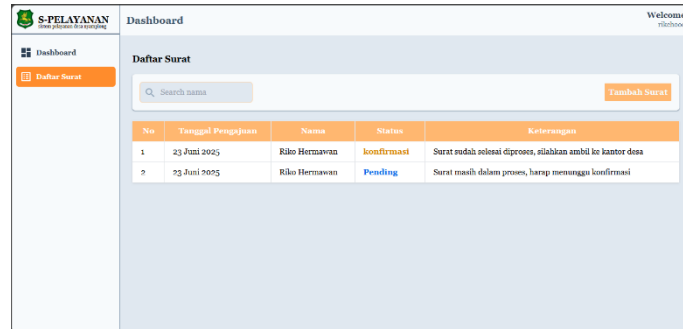 S-PELAYANAN
Dashboard
Welcome
Dashboard
Daftar Surat
Daftar Surat
Search nama
Tambah Surat
No Tanggal Pengajuan Nama Status Keterangan
1 23 Juni 2025 Riko Hermawan konfirmasi Surat sudah selesai diproses, silahkan ambil ke kantor desa
2 23 Juni 2025 Riko Hermawan Pending Surat masih dalam proses, harap menunggu konfirmasi